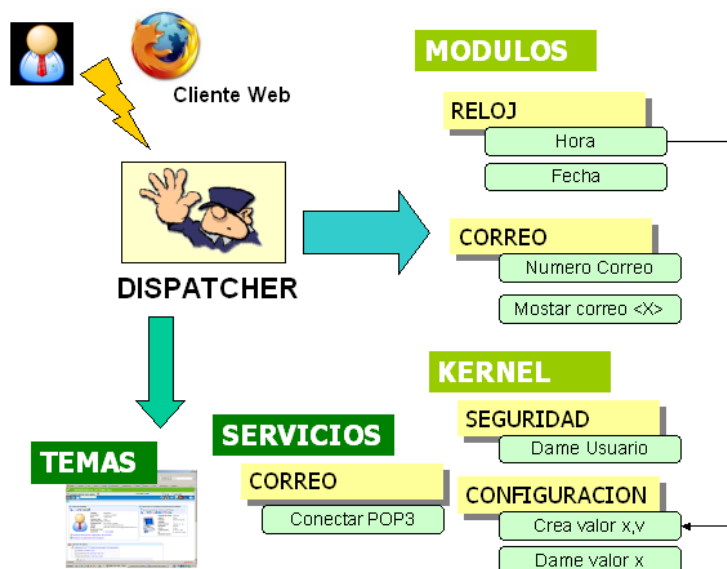 Cliente Web
MODULOS
RELOJ
Hora
Fecha
DISPATCHER
CORREO
Numero Correo
Mostar correo <X>
KERNEL
SEGURIDAD
Dame Usuario
CONFIGURACION
Crea valor x,v
Dame valor x
SERVICIOS
CORREO
Conectar POP3
TEMAS